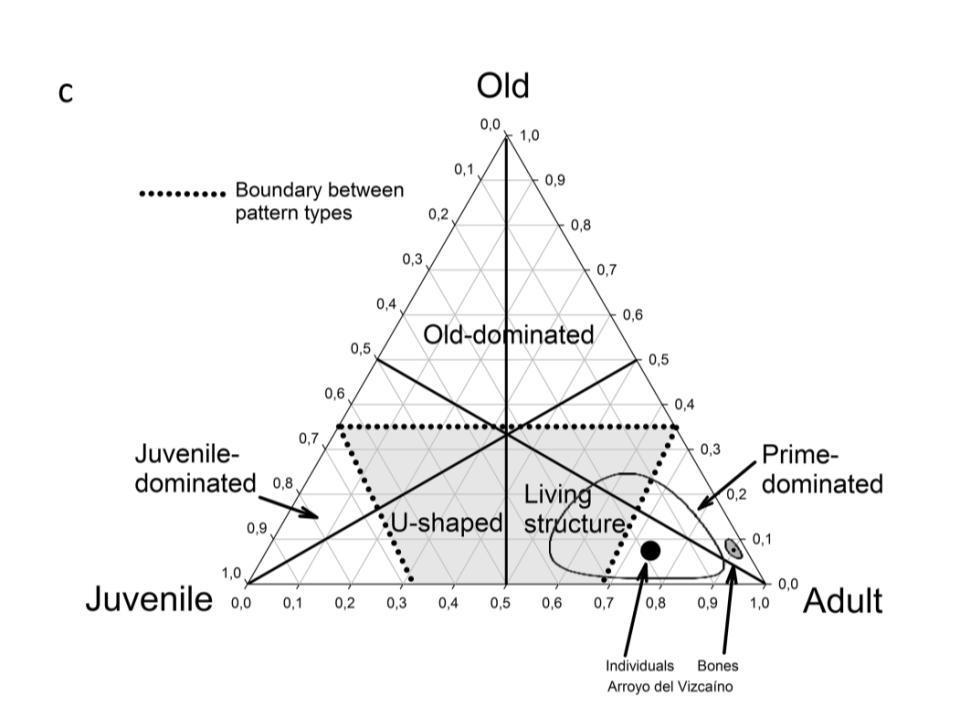 c
Old
0,0
1,0
0,1
0,9
Boundary between
pattern types
0,2
0,8
0,3
0,7
0,4
0,6
Old-dominated
0,5
0,5
0,6
0,4
0,7
0,3
Juvenile-
dominated
Prime-
dominated
0,8
0,2
Living
structure
U-shaped
0,9
0,1
1,0
0,0
Juvenile
Adult
0,0 0,1 0,2 0,3 0,4 0,5 0,6 0,7 0,8 0,9 1,0
Individuals Bones
Arroyo del Vizcaíno